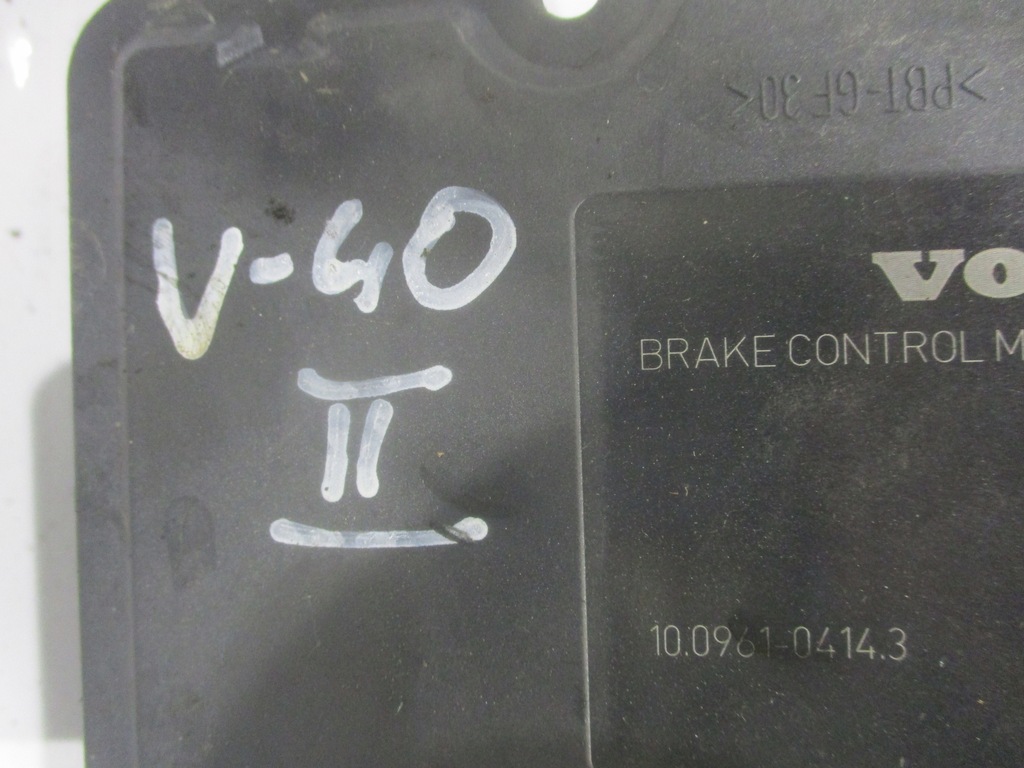 >PBT-GF30<
V-40
II
VO
BRAKE CONTROL M
10.0961-0414.3